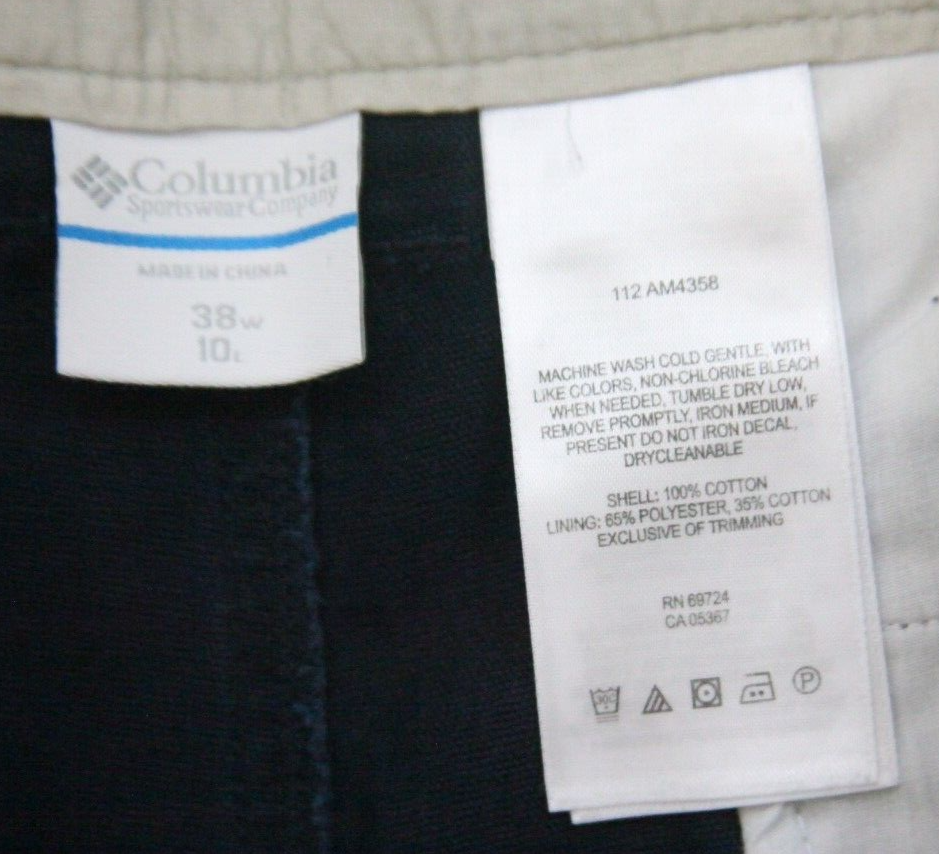 Columbia
Sportswear Company
MADE IN CHINA
38W
10L
112 AM4358
MACHINE WASH COLD GENTLE, WITH
LIKE COLORS, NON-CHLORINE BLEACH
WHEN NEEDED, TUMBLE DRY LOW,
REMOVE PROMPTLY, IRON MEDIUM, IF
PRESENT DO NOT IRON DECAL,
DRYCLEANABLE
SHELL: 100% COTTON
LINING: 65% POLYESTER, 35% COTTON
EXCLUSIVE OF TRIMMING
RN 69724
CA 05367
30C
P